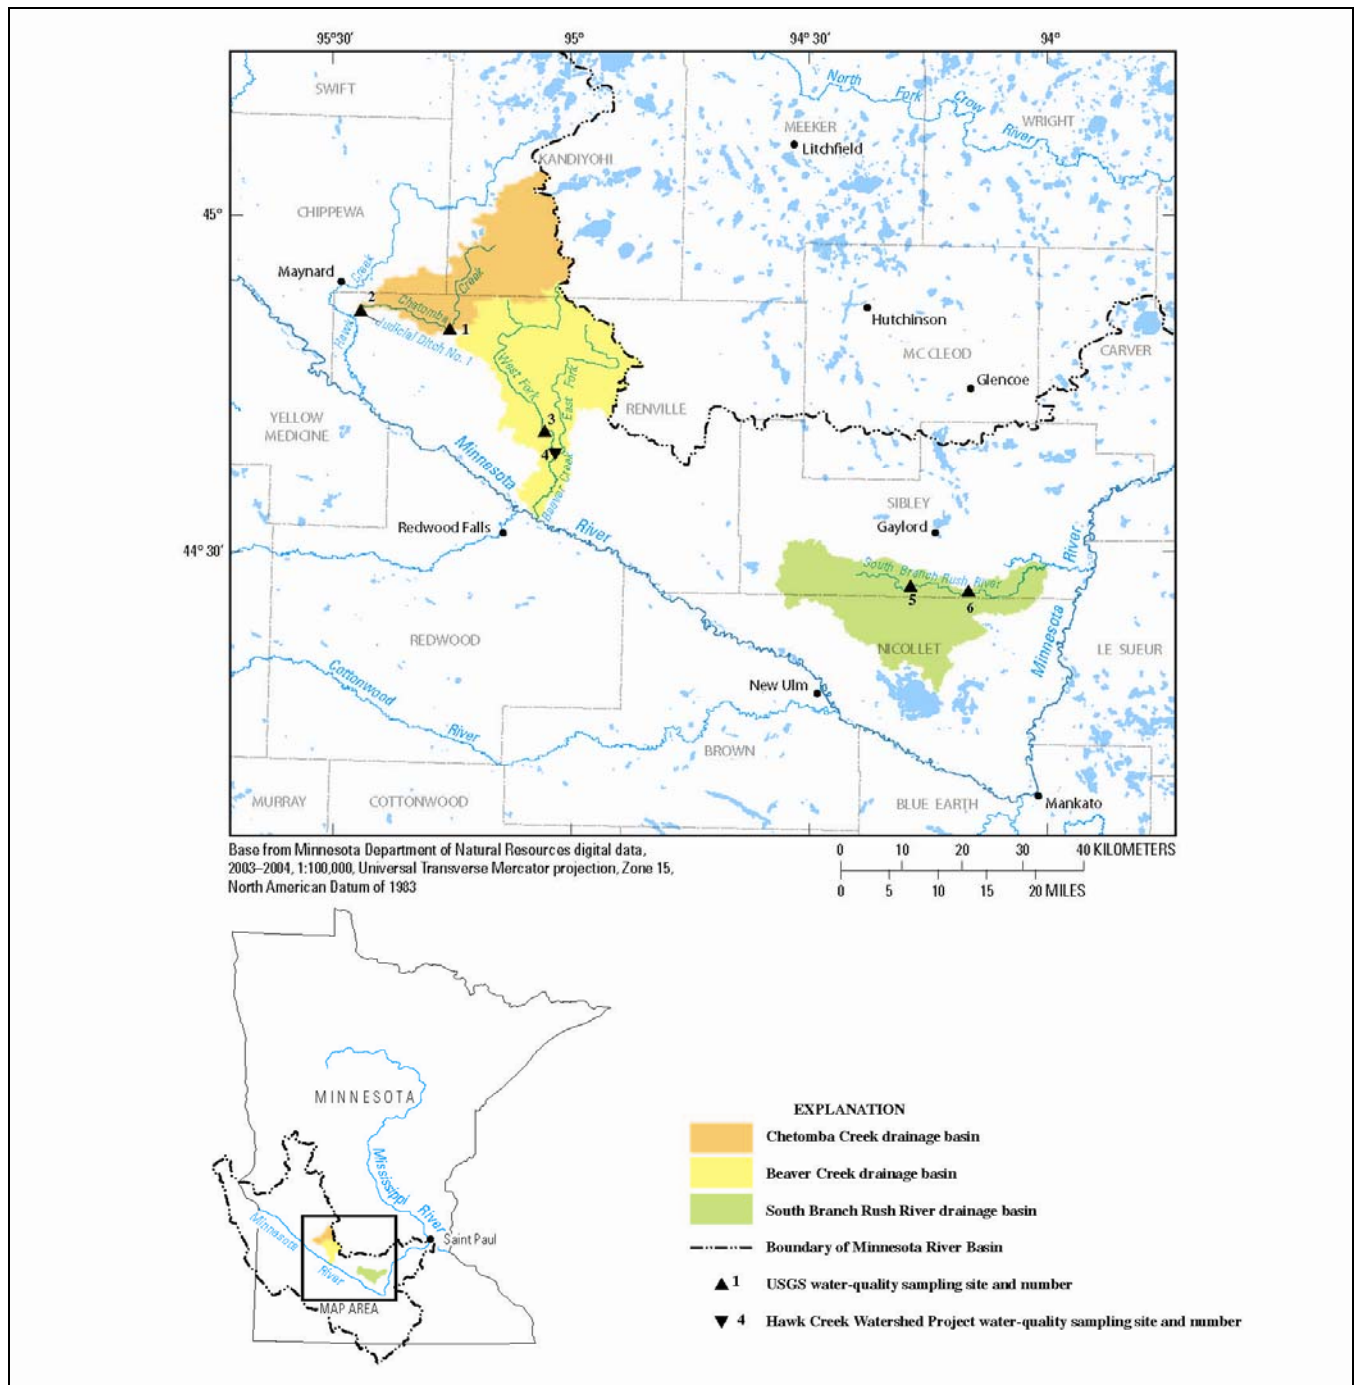 95°30'
95°
94°30'
94°
SWIFT
North
Fork
Crow
River
WRIGHT
MEEKER
Litchfield
KANDIYOHI
CHIPPEWA
45°
Maynard
Creek
2
Chetomba
Creek
1
Hawk
Judicial Ditch No. 1
Hutchinson
MC CLEOD
CARVER
Glencoe
West Fork
East Fork
RENVILLE
YELLOW
MEDICINE
3
4
Minnesota
River
Beaver Creek
SIBLEY
Gaylord
Redwood Falls
44°30'
South Branch Rush River
River
5
6
REDWOOD
NICOLLET
Minnesota
LE SUEUR
Cottonwood
River
New Ulm
BROWN
MURRAY
COTTONWOOD
BLUE EARTH
Mankato
Base from Minnesota Department of Natural Resources digital data,
2003–2004, 1:100,000, Universal Transverse Mercator projection, Zone 15,
North American Datum of 1983
0 10 20 30 40 KILOMETERS
0 5 10 15 20 MILES
MINNESOTA
Mississippi
River
Minnesota
River
Saint Paul
MAP AREA
EXPLANATION
Chetomba Creek drainage basin
Beaver Creek drainage basin
South Branch Rush River drainage basin
Boundary of Minnesota River Basin
1 USGS water-quality sampling site and number
4 Hawk Creek Watershed Project water-quality sampling site and number